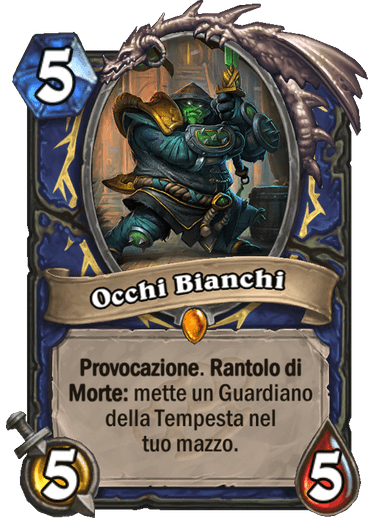 5
Occhi Bianchi
Provocazione. Rantolo di
Morte: mette un Guardiano
della Tempesta nel
tuo mazzo.
5
5